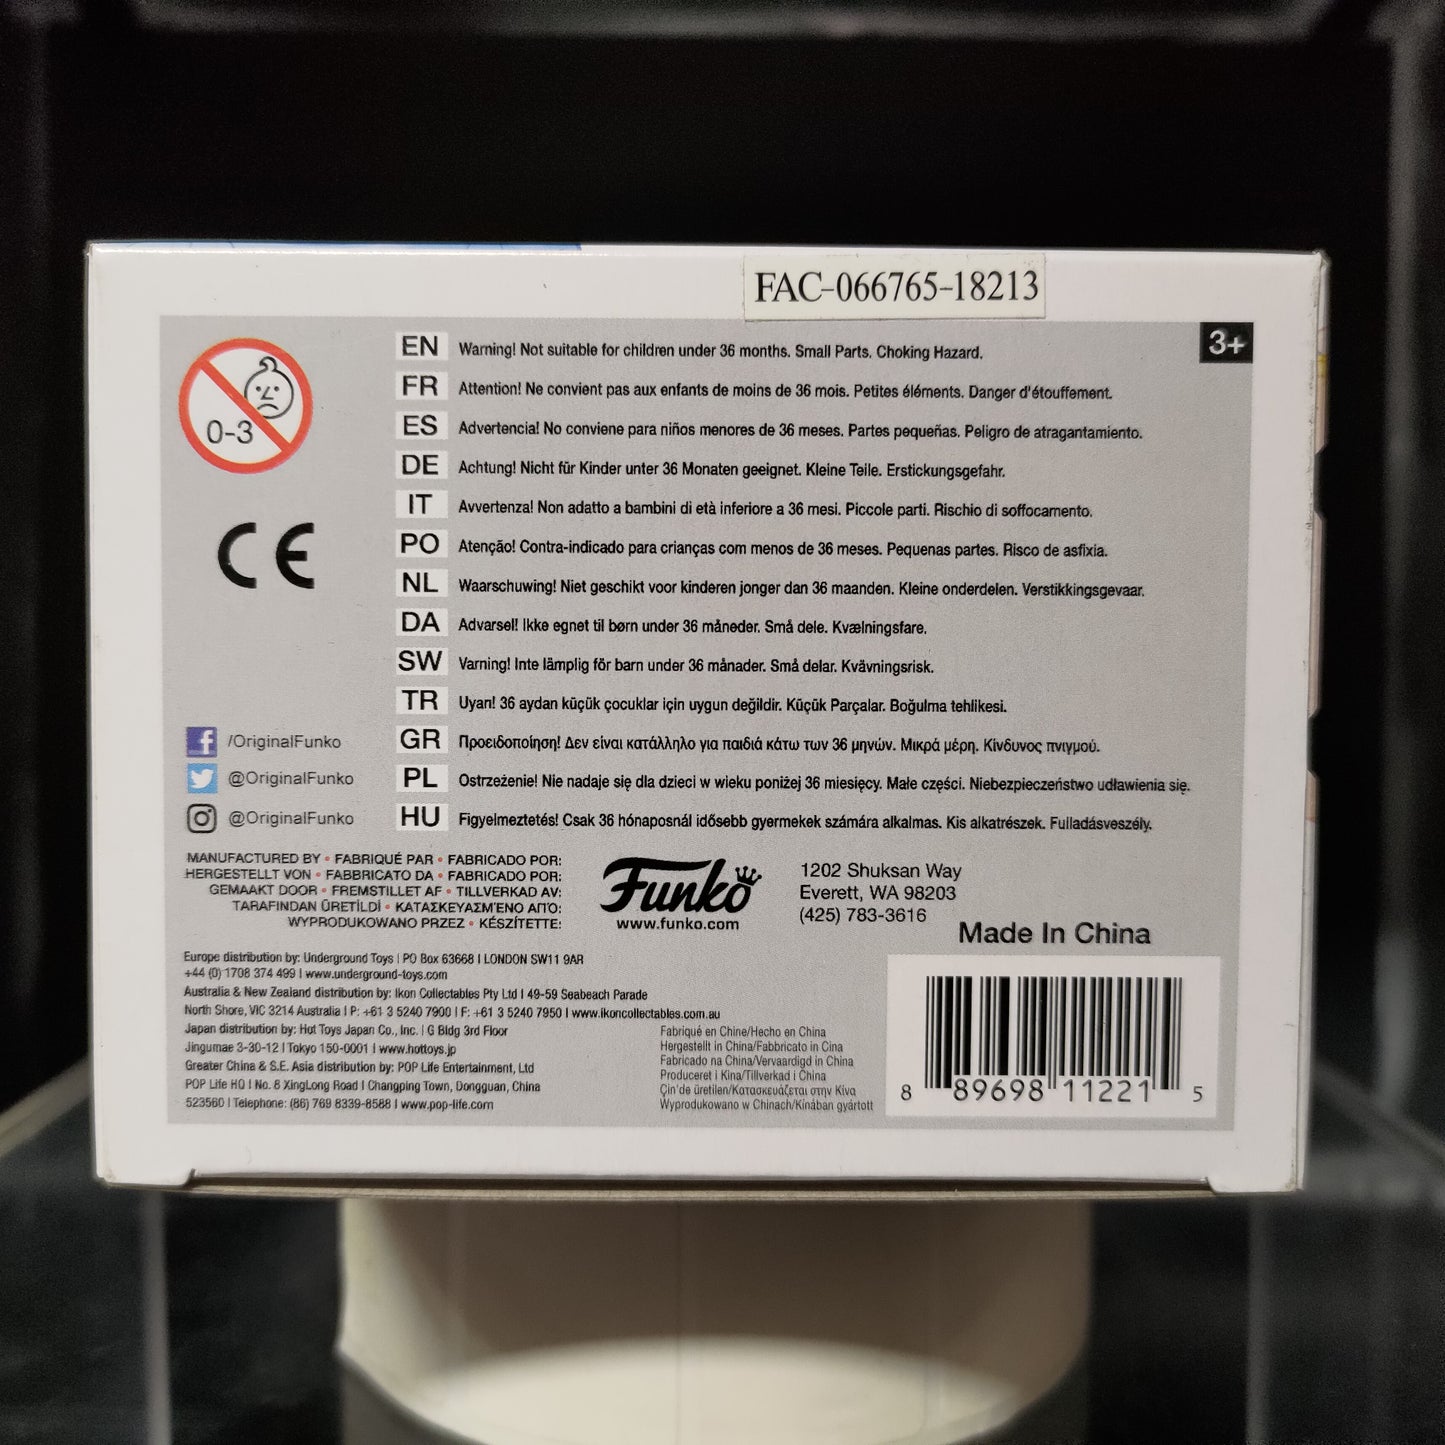 FAC-066765-18213
3+
0-3
EN Warning! Not suitable for children under 36 months. Small Parts. Choking Hazard.
FR Attention! Ne convient pas aux enfants de moins de 36 mois. Petites éléments. Danger d'étouffement.
ES Advertencia! No conviene para niños menores de 36 meses. Partes pequeñas. Peligro de atragantamiento.
DE Achtung! Nicht für Kinder unter 36 Monaten geeignet. Kleine Teile. Erstickungsgefahr.
IT Avvertenza! Non adatto a bambini di età inferiore a 36 mesi. Piccole parti. Rischio di soffocamento.
PO Atenção! Contra-indicado para crianças com menos de 36 meses. Pequenas partes. Risco de asfixia.
NL Waarschuwing! Niet geschikt voor kinderen jonger dan 36 maanden. Kleine onderdelen. Verstikkingsgevaar.
DA Advarsel! Ikke egnet til børn under 36 måneder. Små dele. Kvælningsfare.
SW Varning! Inte lämplig för barn under 36 månader. Små delar. Kvävningsrisk.
TR Uyarı! 36 aydan küçük çocuklar için uygun değildir. Küçük Parçalar. Boğulma tehlikesi.
GR Προειδοποίηση! Δεν είναι κατάλληλο για παιδιά κάτω των 36 μηνών. Μικρά μέρη. Κίνδυνος πνιγμού.
PL Ostrzeżenie! Nie nadaje się dla dzieci w wieku poniżej 36 miesięcy. Małe części. Niebezpieczeństwo udławienia się.
HU Figyelmeztetés! Csak 36 hónaposnál idősebb gyermekek számára alkalmas. Kis alkatrészek. Fulladásveszély.
CE
/OriginalFunko
@OriginalFunko
@OriginalFunko
MANUFACTURED BY • FABRIQUÉ PAR • FABRICADO POR:
HERGESTELLT VON • FABBRICATO DA • FABRICADO POR:
GEMAAKT DOOR • FREMSTILLET AF • TILLVERKAD AV:
TARAFINDAN ÜRETİLDİ • ΚΑΤΑΣΚΕΥΑΣΜΈΝΟ ΑΠΌ:
WYPRODUKOWANO PRZEZ • KÉSZÍTETTE:
Funko
www.funko.com
1202 Shuksan Way
Everett, WA 98203
(425) 783-3616
Made In China
Europe distribution by: Underground Toys | PO Box 63668 | LONDON SW11 9AR
+44 (0) 1708 374 499 | www.underground-toys.com
Australia & New Zealand distribution by: Ikon Collectables Pty Ltd | 49-59 Seabeach Parade
North Shore, VIC 3214 Australia | P: +61 3 5240 7900 | F: +61 3 5240 7950 | www.ikoncollectables.com.au
Japan distribution by: Hot Toys Japan Co., Inc. | G Bldg 3rd Floor
Jingumae 3-30-12 | Tokyo 150-0001 | www.hottoys.jp
Greater China & S.E. Asia distribution by: POP Life Entertainment, Ltd
POP Life HQ | No. 8 XingLong Road | Changping Town, Dongguan, China
523560 | Telephone: (86) 769 8339-8588 | www.pop-life.com
Fabriqué en Chine/Hecho en China
Hergestellt in China/Fabbricato in Cina
Fabricado na China/Vervaardigd in China
Produceret i Kina/Tillverkad i China
Çin'de üretilen/Κατασκευάζεται στην Κίνα
Wyprodukowano w Chinach/Kínában gyártott
8 89698 11221 5